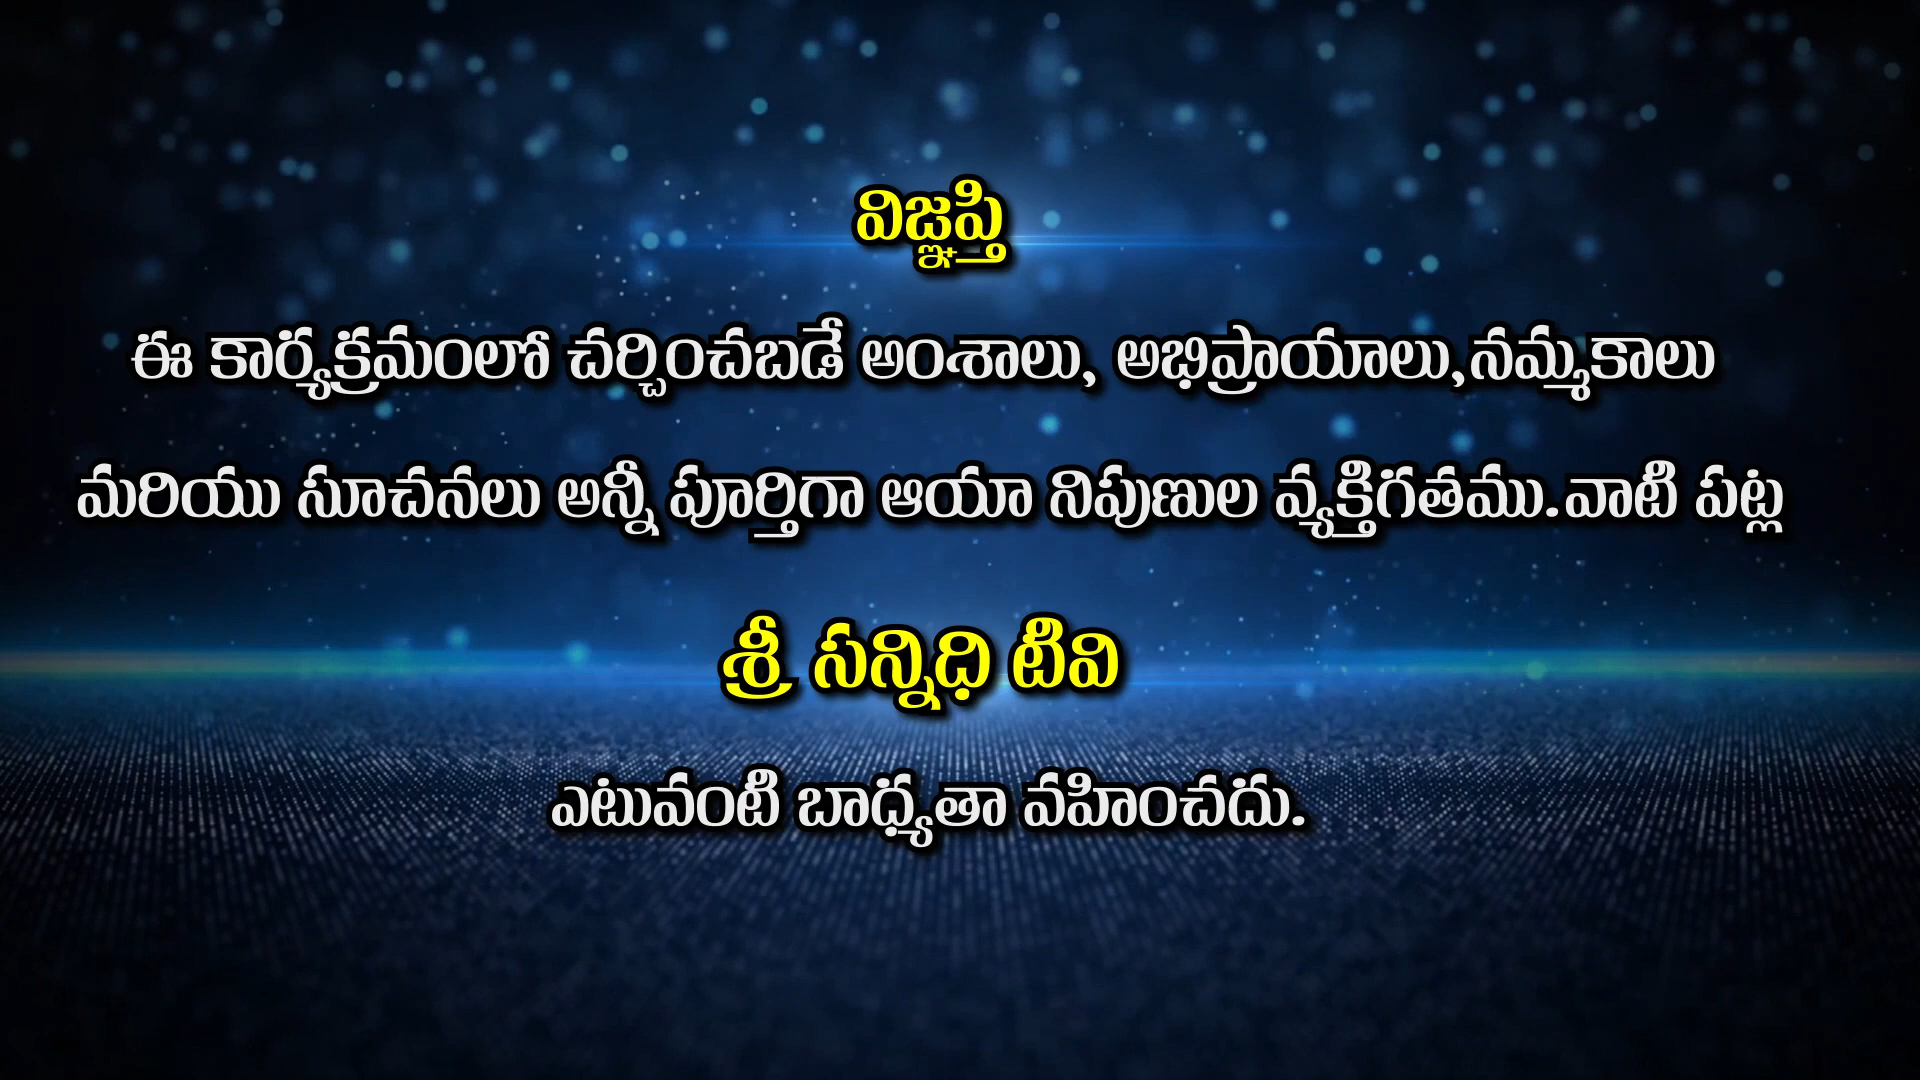 విజ్ఞప్తి
ఈ కార్యక్రమంలో చర్చించబడే అంశాలు, అభిప్రాయాలు,నమ్మకాలు
మరియు సూచనలు అన్నీ పూర్తిగా ఆయా నిపుణుల వ్యక్తిగతము.వాటి పట్ల
శ్రీ సన్నిధి టీవి
ఎటువంటి బాధ్యతా వహించదు.